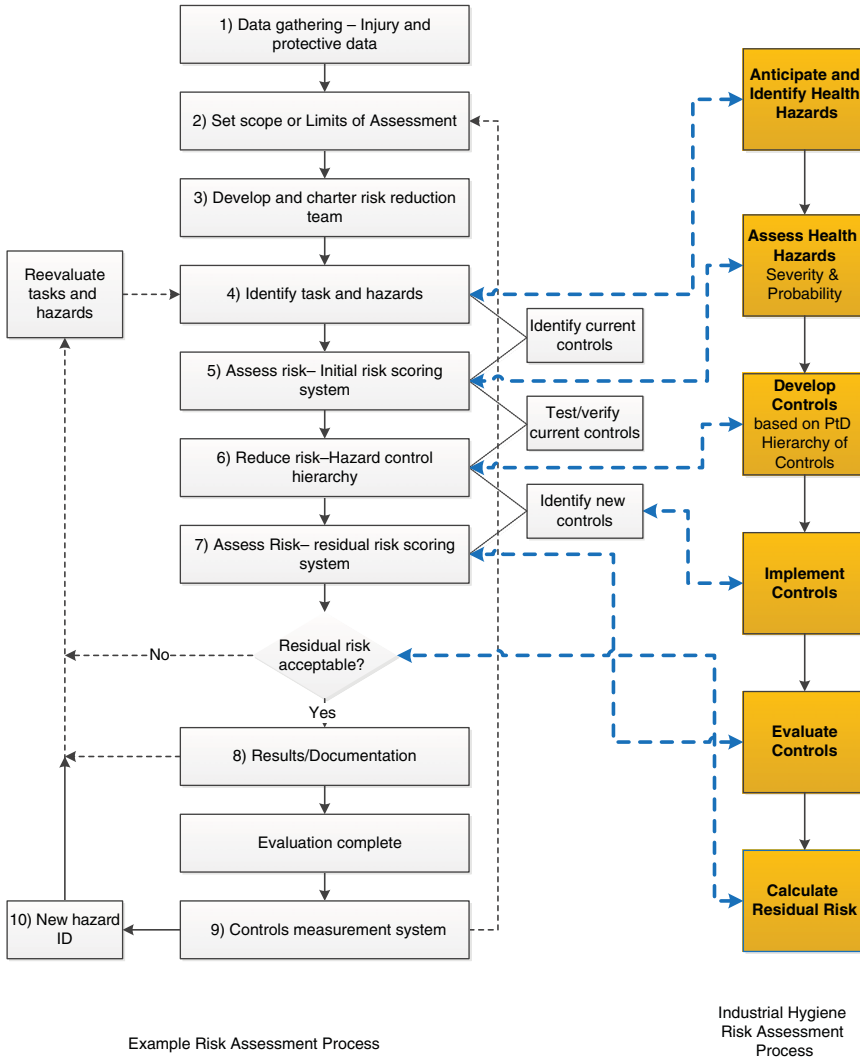 1) Data gathering – Injury and
protective data
2) Set scope or Limits of Assessment
3) Develop and charter risk reduction
team
Reevaluate
tasks and
hazards
4) Identify task and hazards
Identify current
controls
5) Assess risk– Initial risk scoring
system
Test/verify
current controls
6) Reduce risk–Hazard control
hierarchy
Identify new
controls
7) Assess Risk– residual risk scoring
system
Residual risk
acceptable?
No
Yes
8) Results/Documentation
Evaluation complete
9) Controls measurement system
10) New hazard
ID
Example Risk Assessment Process
Anticipate and
Identify Health
Hazards
Assess Health
Hazards
Severity &
Probability
Develop
Controls
based on PtD
Hierarchy of
Controls
Implement
Controls
Evaluate
Controls
Calculate
Residual Risk
Industrial Hygiene
Risk Assessment
Process